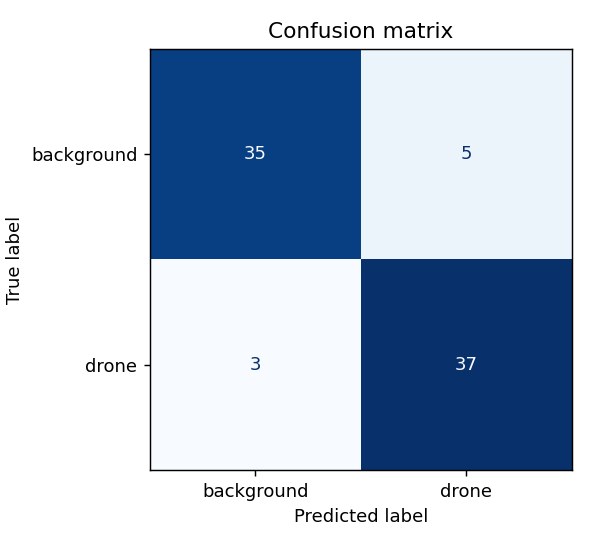 Confusion matrix
True label
background
35
5
drone
3
37
background
drone
Predicted label